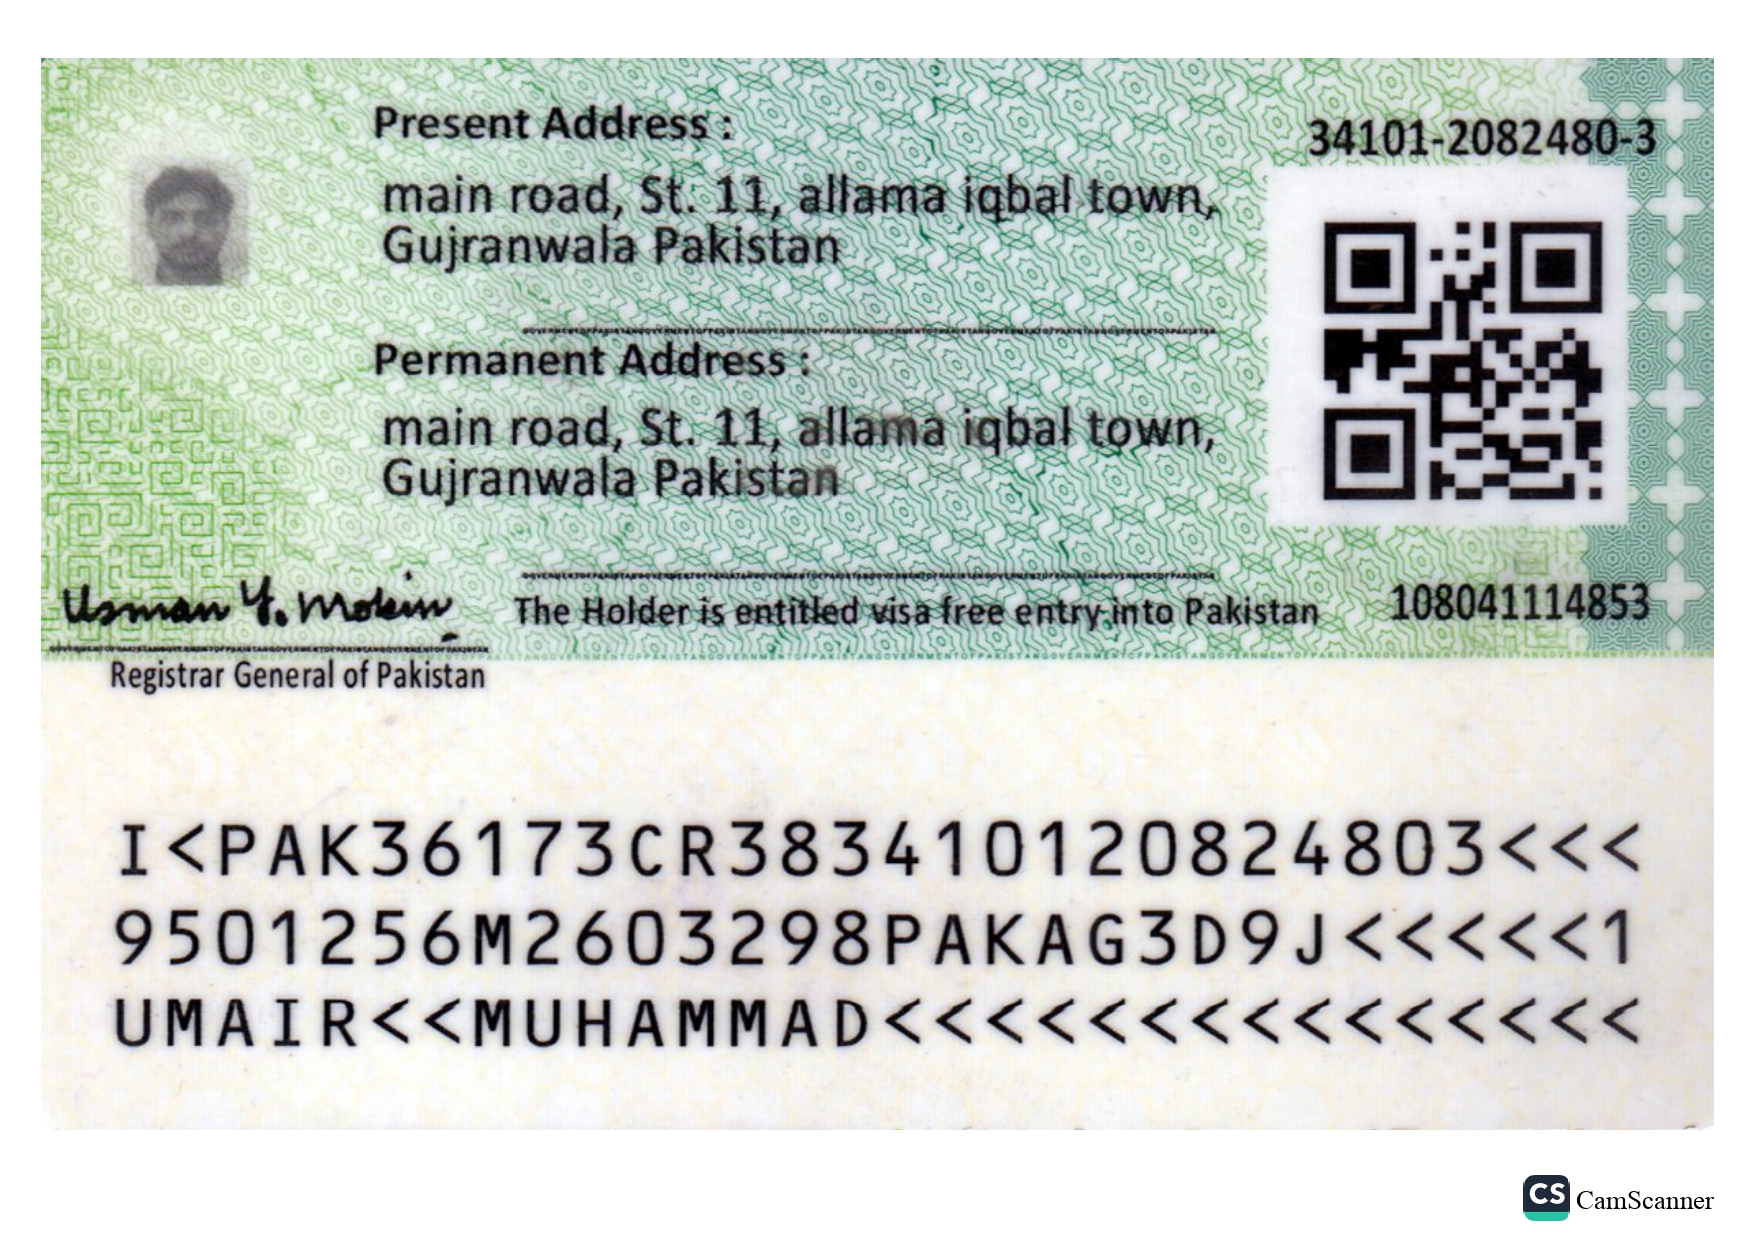 Present Address :
34101-2082480-3
main road, St. 11, allama iqbal town,
Gujranwala Pakistan
Permanent Address :
main road, St. 11, allama iqbal town,
Gujranwala Pakistan
Usman Y. Mobin
The Holder is entitled visa free entry into Pakistan
108041114853
Registrar General of Pakistan
I<PAK36173CR383410120824803<<<
9501256M2603298PAKAG3D9J<<<<<1
UMAIR<<MUHAMMAD<<<<<<<<<<<<<<<
CS CamScanner